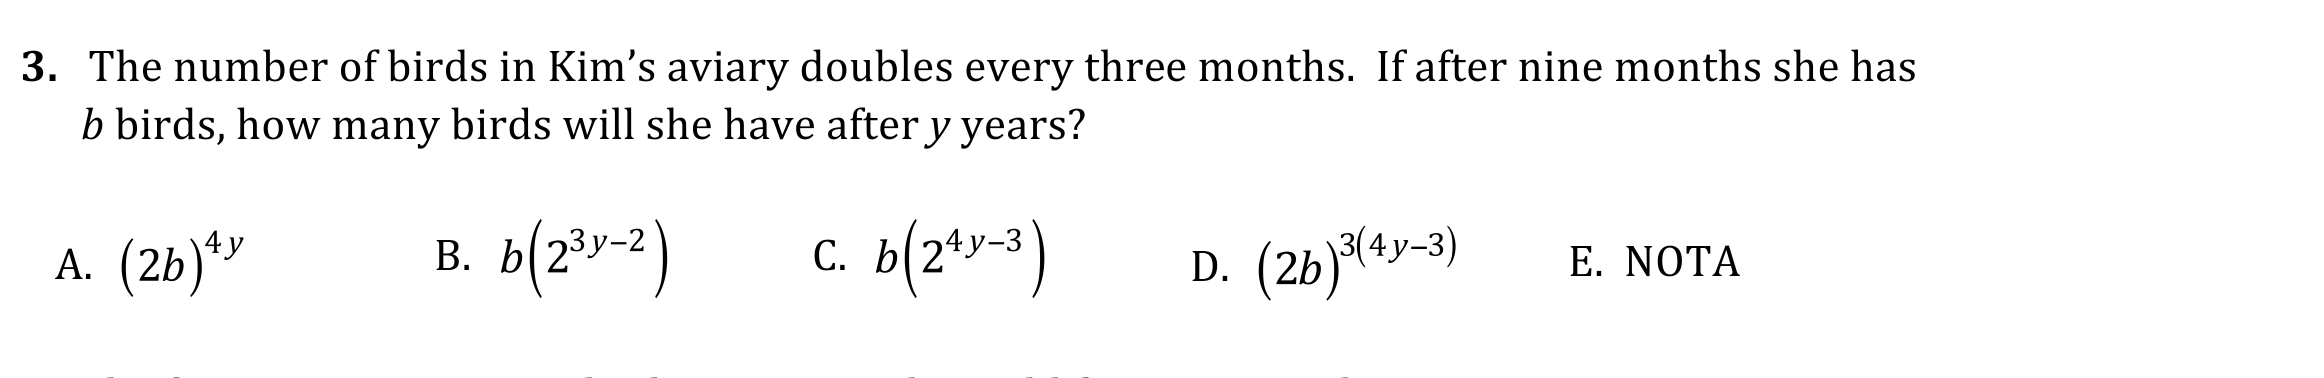 3. The number of birds in Kim’s aviary doubles every three months. If after nine months she has
b birds, how many birds will she have after y years?
A. (2b)^{4y} B. b(2^{3y−2}) C. b(2^{4y−3}) D. (2b)^{3(4y−3)} E. NOTA